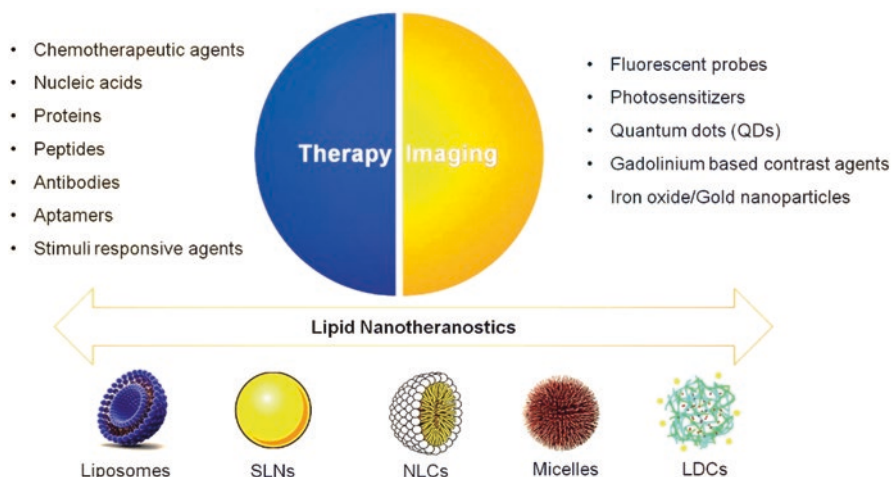 • Chemotherapeutic agents
• Nucleic acids
• Proteins
• Peptides
• Antibodies
• Aptamers
• Stimuli responsive agents
Therapy Imaging
• Fluorescent probes
• Photosensitizers
• Quantum dots (QDs)
• Gadolinium based contrast agents
• Iron oxide/Gold nanoparticles
Lipid Nanotheranostics
Liposomes
SLNs
NLCs
Micelles
LDCs